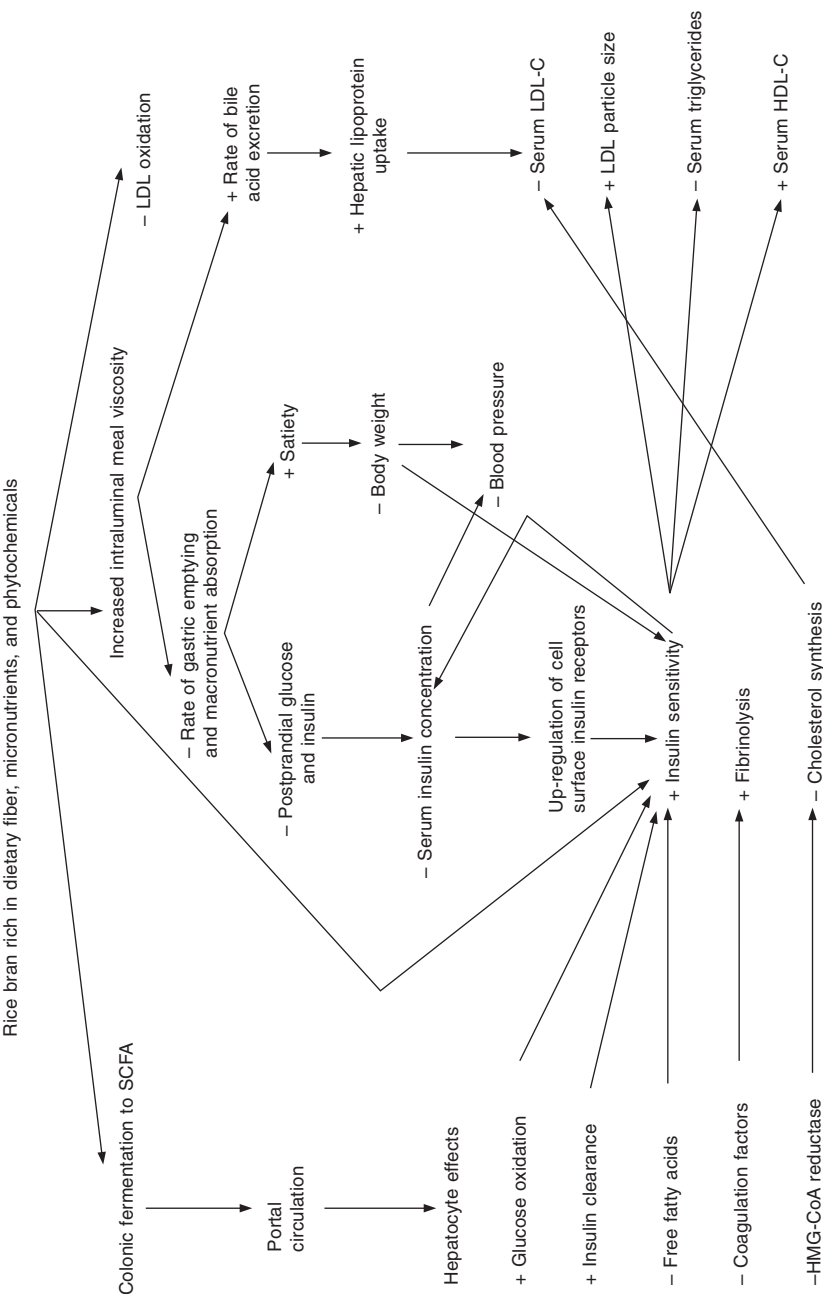 Rice bran rich in dietary fiber, micronutrients, and phytochemicals
Colonic fermentation to SCFA
Increased intraluminal meal viscosity
– LDL oxidation
– Rate of gastric emptying
and macronutrient absorption
+ Rate of bile
acid excretion
Portal
circulation
– Postprandial glucose
and insulin
+ Satiety
+ Hepatic lipoprotein
uptake
– Body weight
Hepatocyte effects
– Serum insulin concentration
– Blood pressure
+ Glucose oxidation
– Serum LDL-C
+ Insulin clearance
Up-regulation of cell
surface insulin receptors
+ LDL particle size
– Free fatty acids
+ Insulin sensitivity
– Serum triglycerides
– Coagulation factors
+ Fibrinolysis
+ Serum HDL-C
–HMG-CoA reductase
– Cholesterol synthesis